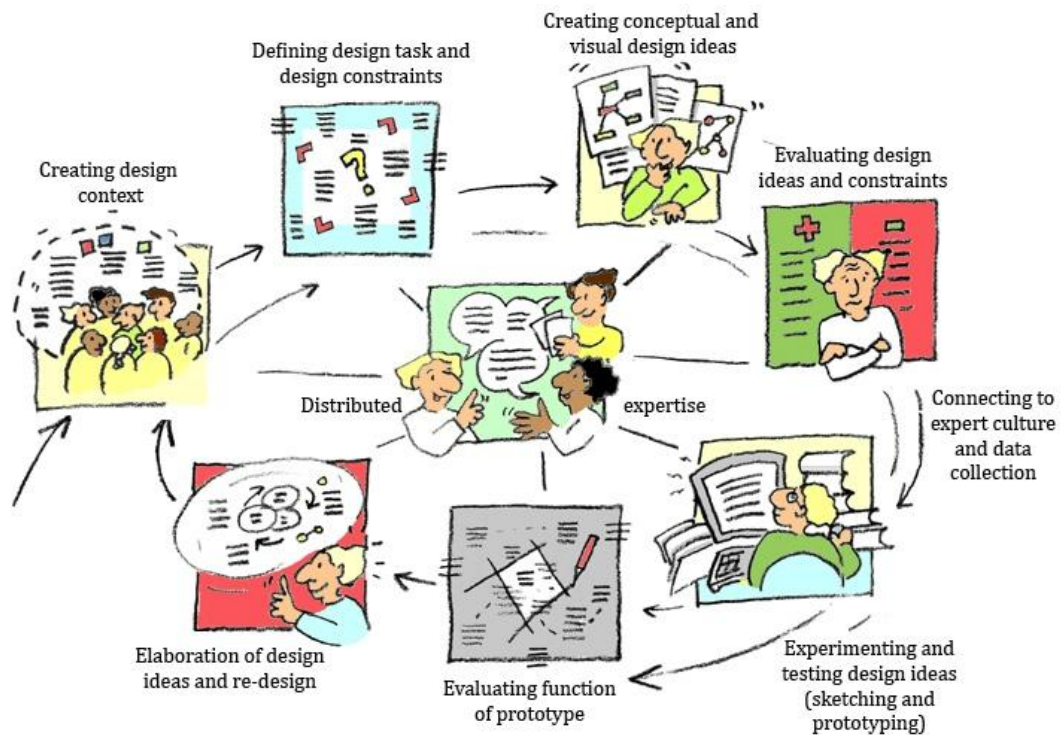 Creating conceptual and
visual design ideas
Defining design task and
design constraints
Evaluating design
ideas and constraints
Creating design
context
Distributed
expertise
Connecting to
expert culture
and data
collection
Elaboration of design
ideas and re-design
Evaluating function
of prototype
Experimenting and
testing design ideas
(sketching and
prototyping)